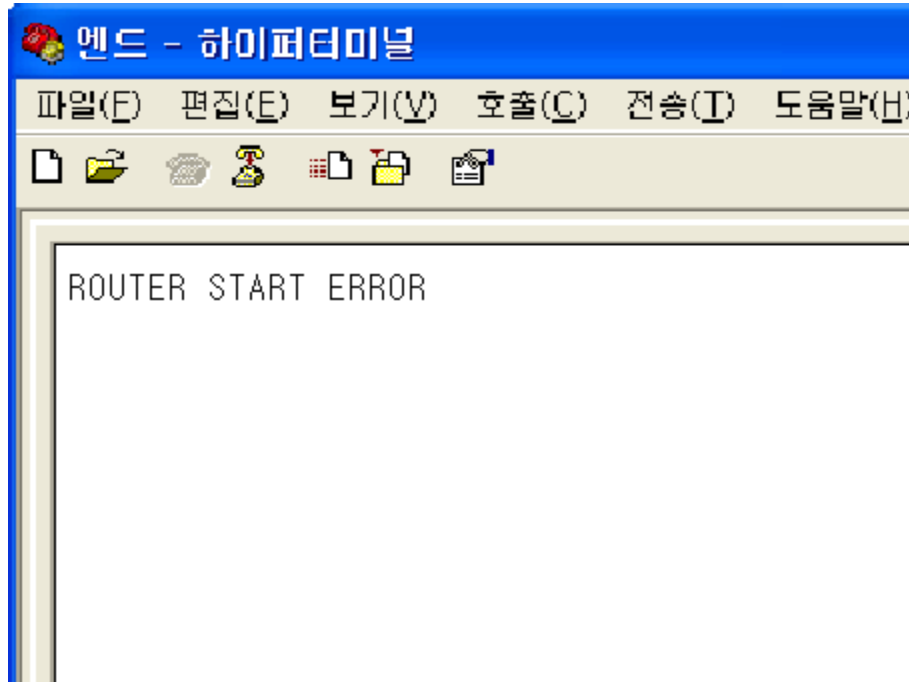 엔드 - 하이퍼터미널
파일(F) 편집(E) 보기(V) 호출(C) 전송(T) 도움말(H)
ROUTER START ERROR